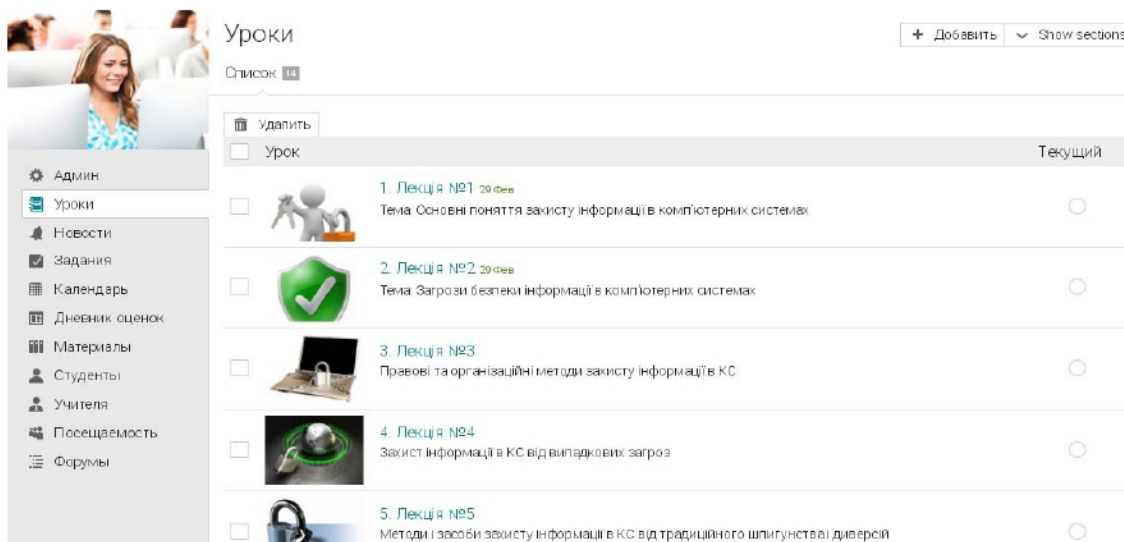 Уроки
+ Добавить
Show sections
Список 14
Удалить
Урок
Текущий
Админ
Уроки
Новости
Задания
Календарь
Дневник оценок
Материалы
Студенты
Учителя
Посещаемость
Форумы
1. Лекція №1 29 Фев
Тема: Основні поняття захисту інформації в комп'ютерних системах
2. Лекція №2 29 Фев
Тема: Загрози безпеки інформації в комп'ютерних системах
3. Лекція №3
Правові та організаційні методи захисту інформації в КС
4. Лекція №4
Захист інформації в КС від випадкових загроз
5. Лекція №5
Методи і засоби захисту інформації в КС від традиційного шпигунства і диверсій